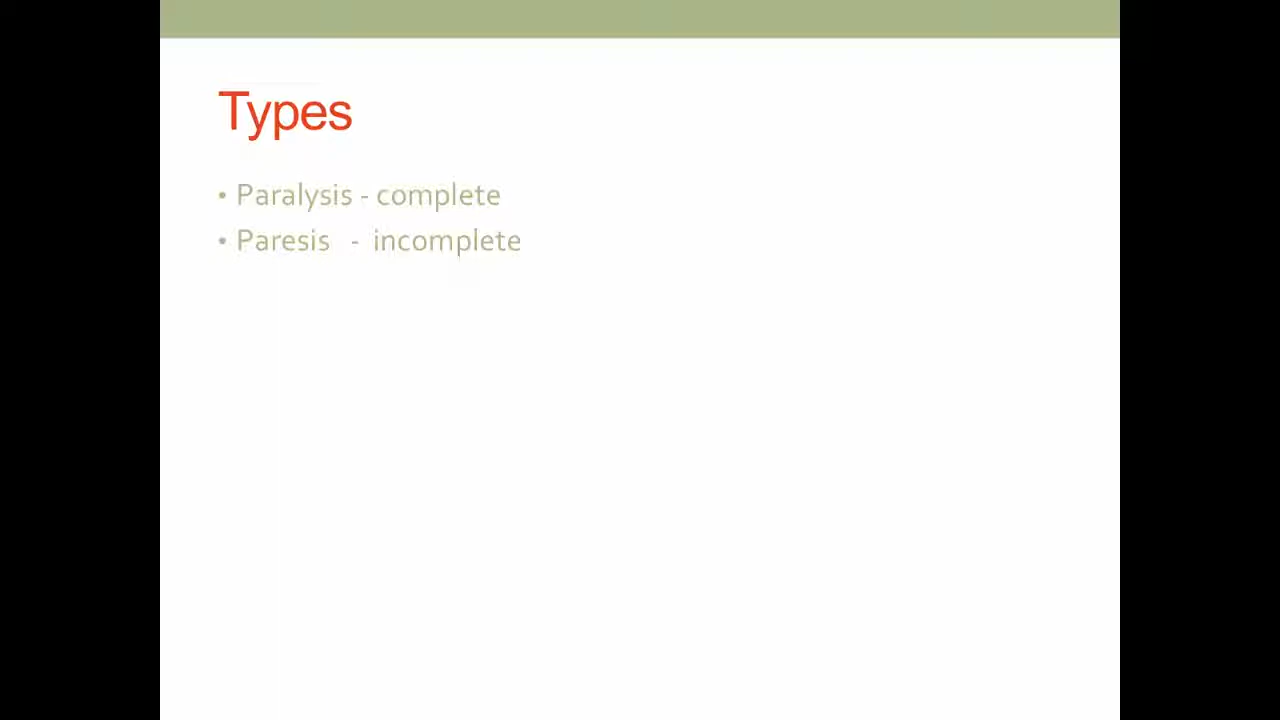 Types
• Paralysis - complete
• Paresis - incomplete